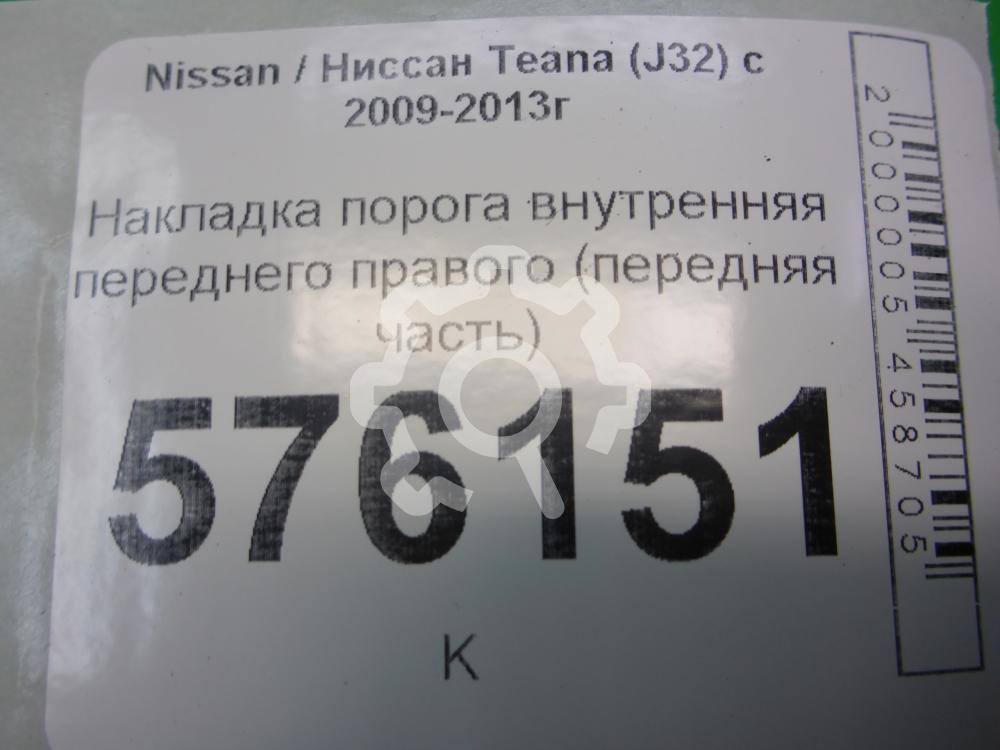 Nissan / Ниссан Teana (J32) с
2009-2013г
Накладка порога внутренняя
переднего правого (передняя
часть)
576151
К
2000005458705